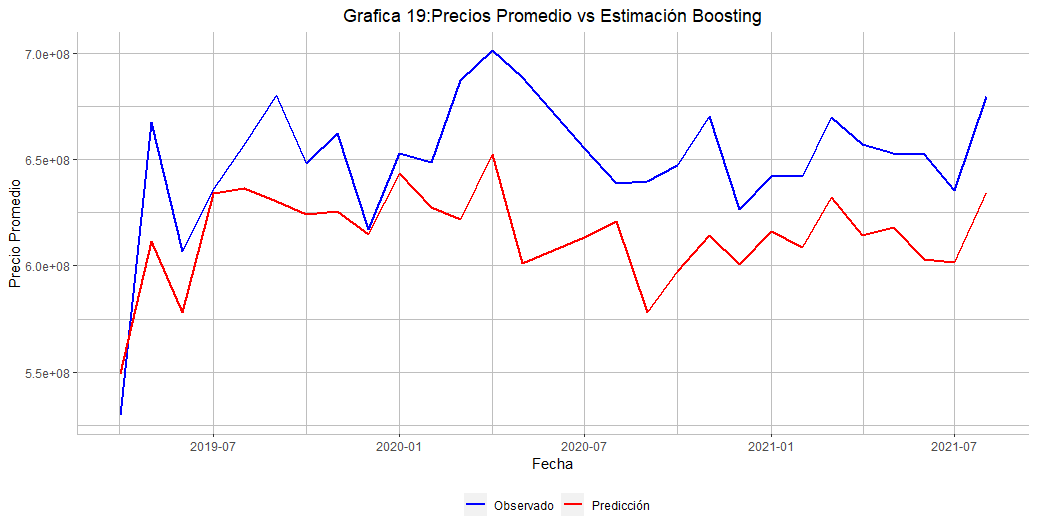 Grafica 19:Precios Promedio vs Estimación Boosting
Precio Promedio
7.0e+08
6.5e+08
6.0e+08
5.5e+08
2019-07 2020-01 2020-07 2021-01 2021-07
Fecha
Observado Predicción